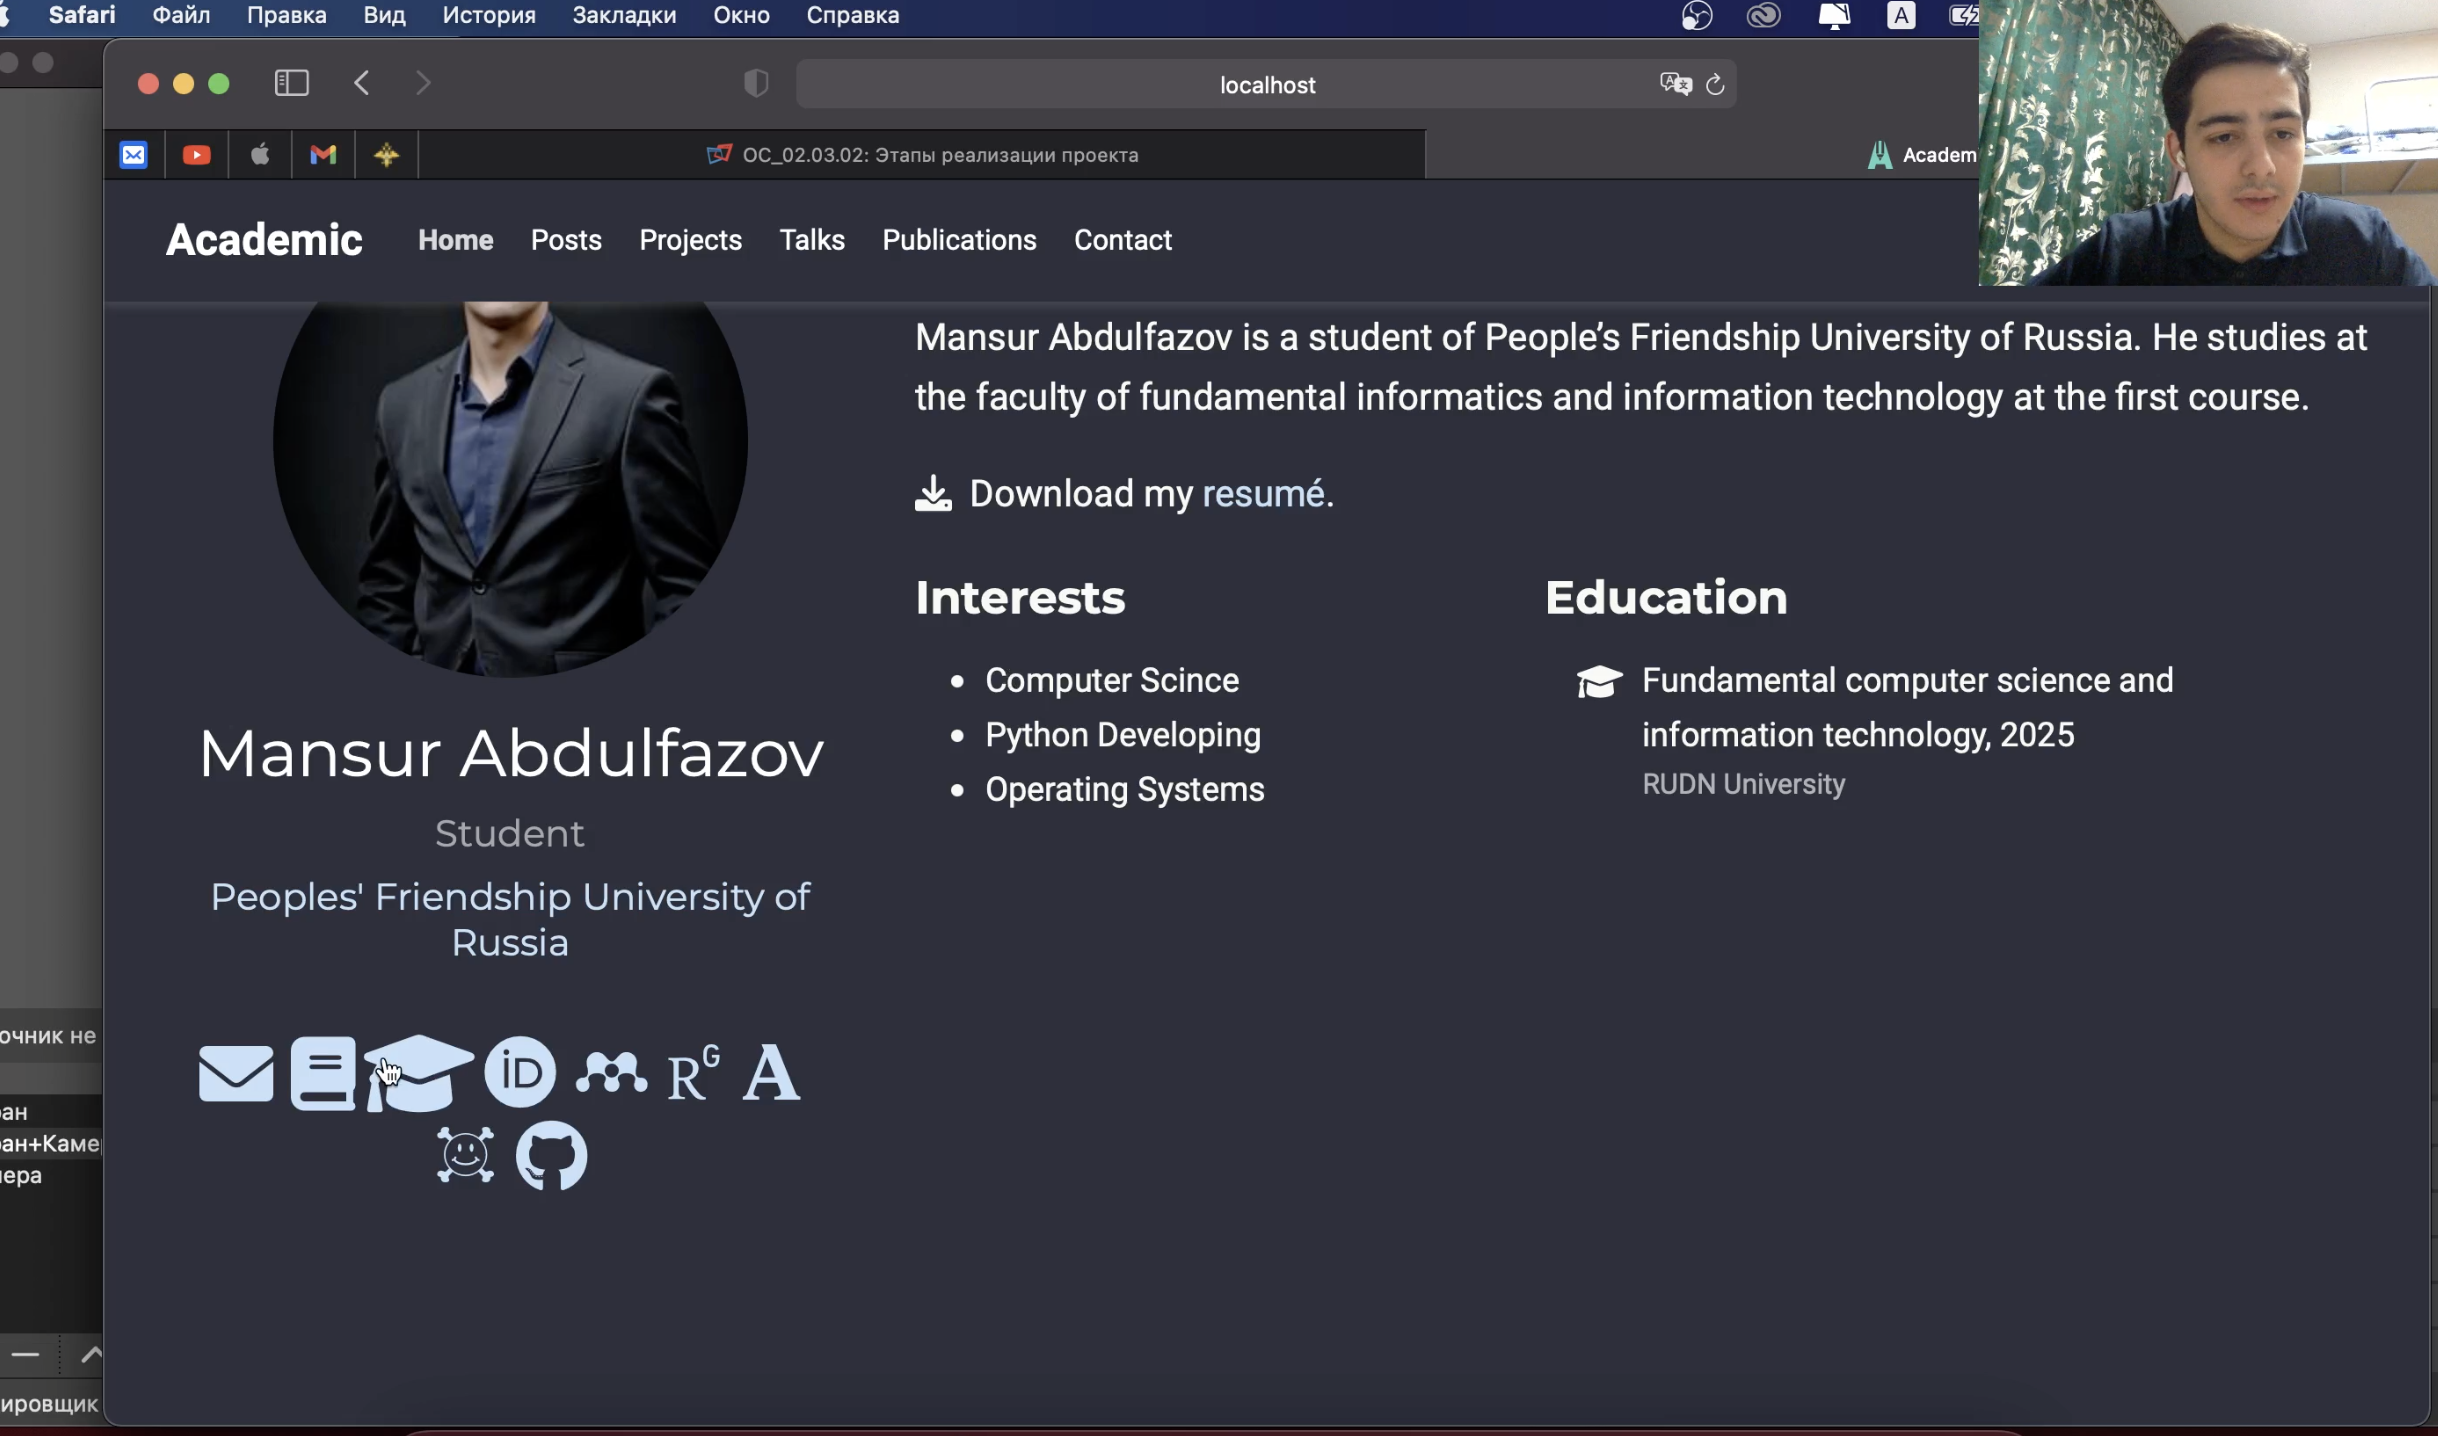 Safari Файл Правка Вид История Закладки Окно Справка
A
localhost
ОС_02.03.02: Этапы реализации проекта
Academ
Academic Home Posts Projects Talks Publications Contact
Mansur Abdulfazov is a student of People’s Friendship University of Russia. He studies at
the faculty of fundamental informatics and information technology at the first course.
Download my resumé.
Interests
Computer Scince
Python Developing
Operating Systems
Education
Fundamental computer science and
information technology, 2025
RUDN University
Mansur Abdulfazov
Student
Peoples' Friendship University of
Russia
iD
RG
A
очник не
ан
ан+Каме
ера
ировщик